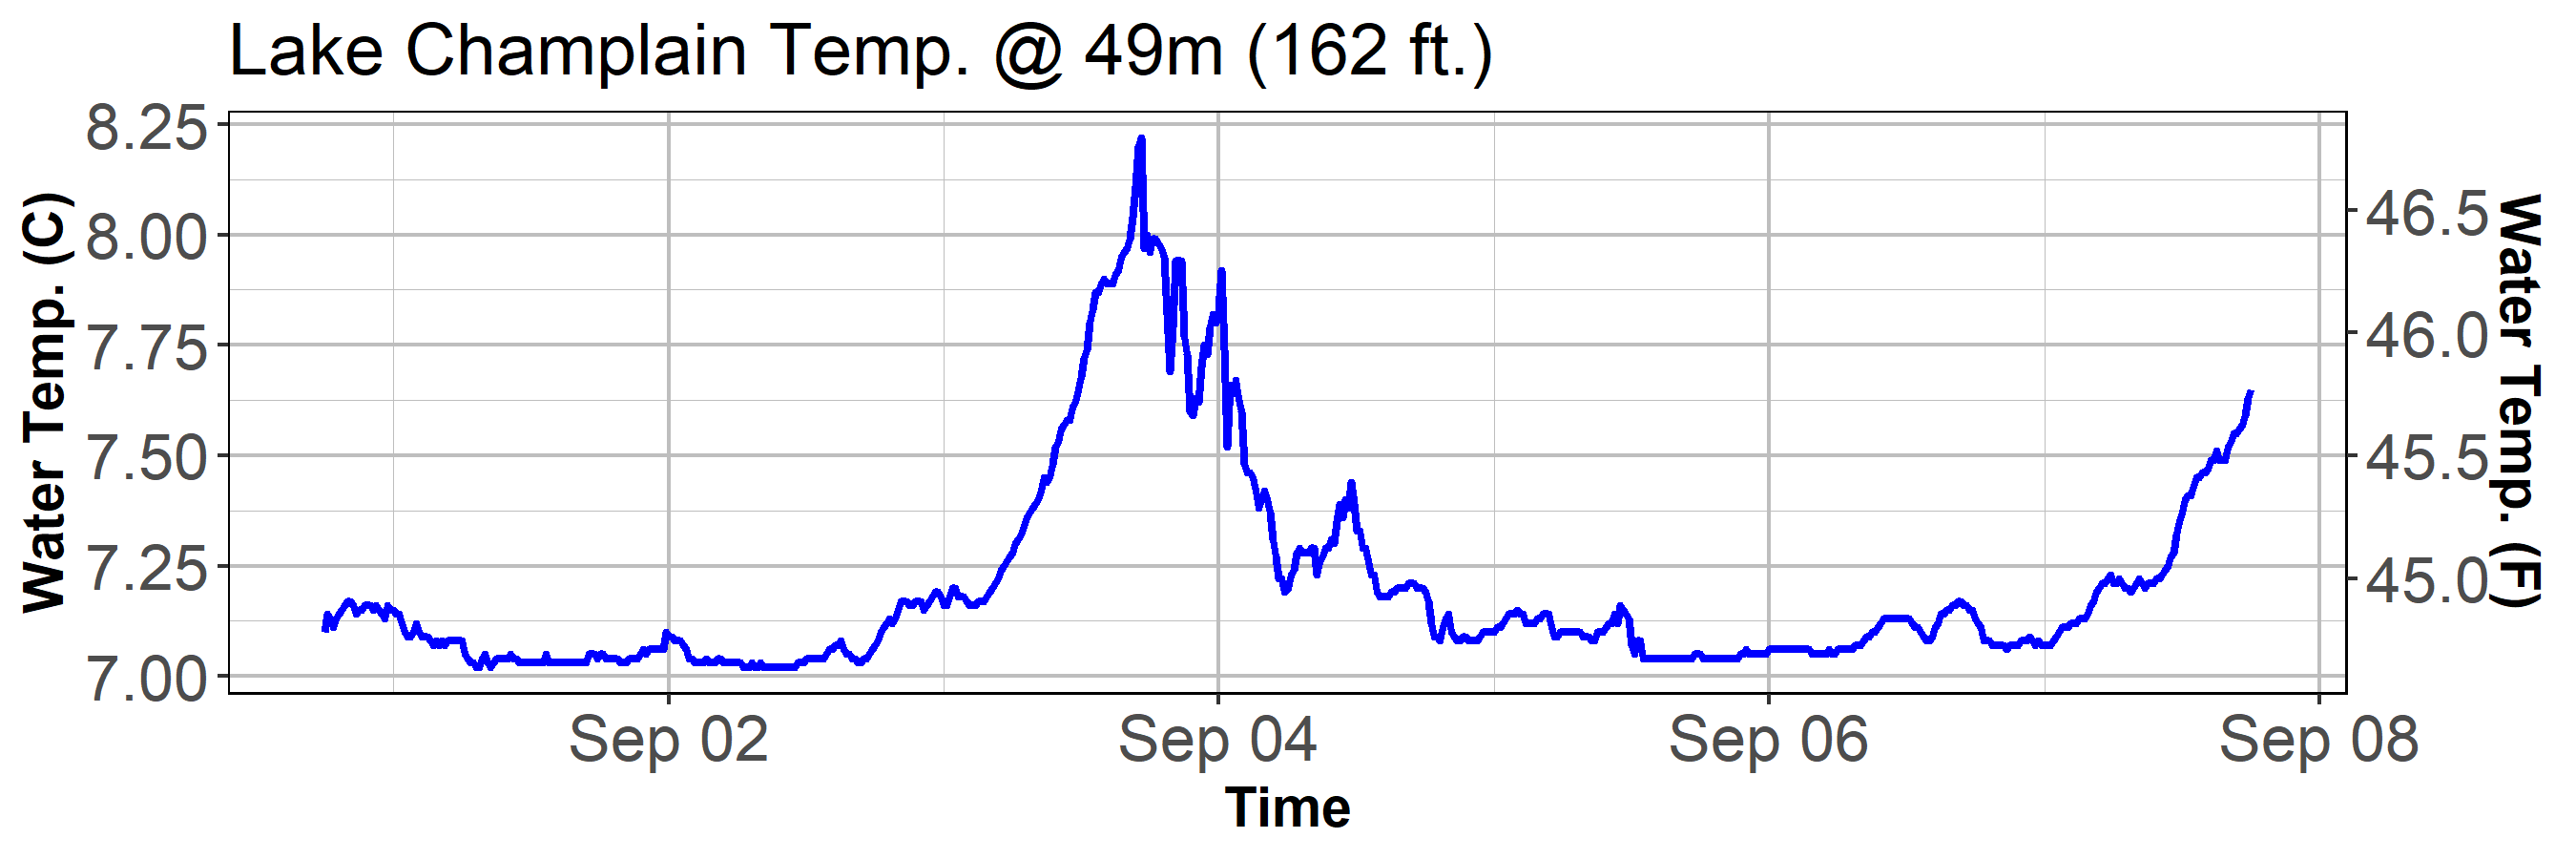 Lake Champlain Temp. @ 49m (162 ft.)
Water Temp. (C)
8.25
8.00
7.75
7.50
7.25
7.00
46.5
46.0
45.5
45.0
Water Temp. (F)
Sep 02 Sep 04 Sep 06 Sep 08
Time